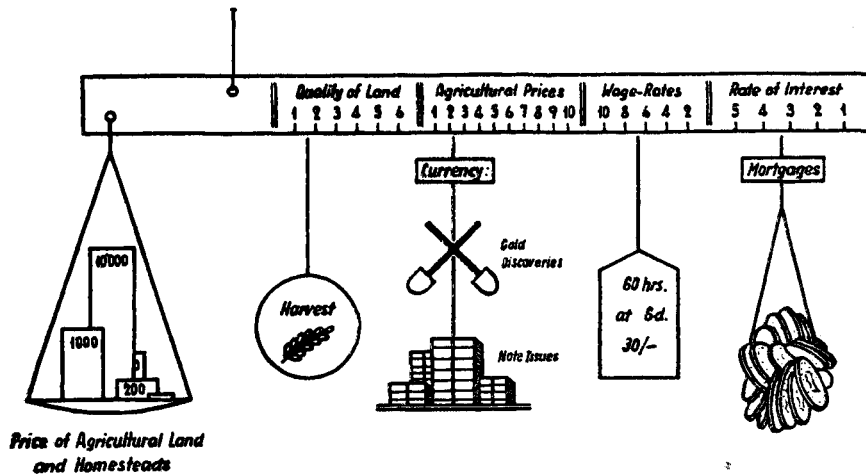 Quality of Land
Agricultural Prices
Wage-Rates
Rate of Interest
1 2 3 4 5 6
1 2 3 4 5 6 7 8 9 10
10 8 6 4 2
5 4 3 2 1
Currency:
Mortgages
Gold
Discoveries
10'000
1000
200
Harvest
60 hrs.
at 6d.
30/-
Note Issues
Price of Agricultural Land
and Homesteads